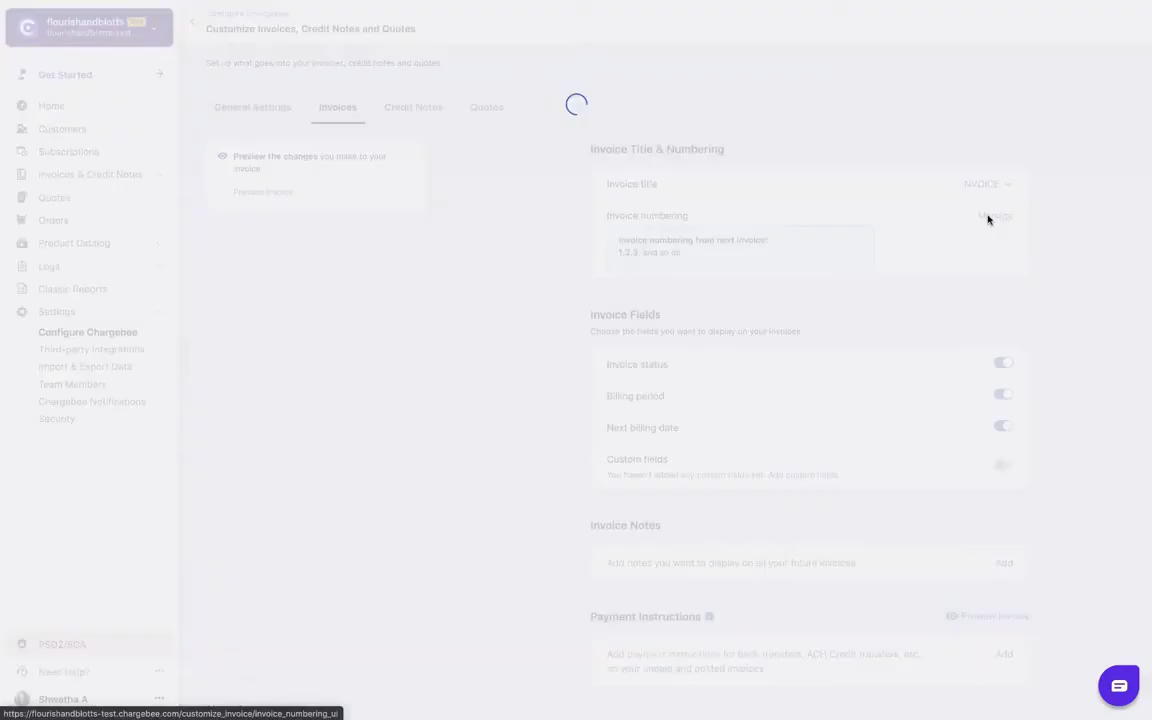 flourishandblotts
flourishandblotts-test
Get Started
Home
Customers
Subscriptions
Invoices & Credit Notes
Quotes
Orders
Product Catalog
Logs
Classic Reports
Settings
Configure Chargebee
Third-party Integrations
Import & Export Data
Team Members
Chargebee Notifications
Security
PSD2/SCA
Need Help?
Shwetha A
https://flourishandblotts-test.chargebee.com/customize_invoice/invoice_numbering_ui
Configure Chargebee
Customize Invoices, Credit Notes and Quotes
Set up what goes into your invoices, credit notes and quotes.
General Settings
Invoices
Credit Notes
Quotes
Preview the changes you make to your
invoice
Preview Invoice
Invoice Title & Numbering
Invoice title
INVOICE
Invoice numbering
Manage
Invoice numbering from next invoice:
1,2,3, and so on
Invoice Fields
Choose the fields you want to display on your invoices
Invoice status
Billing period
Next billing date
Custom fields
You haven't added any custom fields yet. Add custom fields
Invoice Notes
Add notes you want to display on all your future invoices
Add
Payment Instructions
Preview Invoice
Add payment instructions for bank transfers, ACH Credit transfers, etc.,
on your unpaid and posted invoices
Add